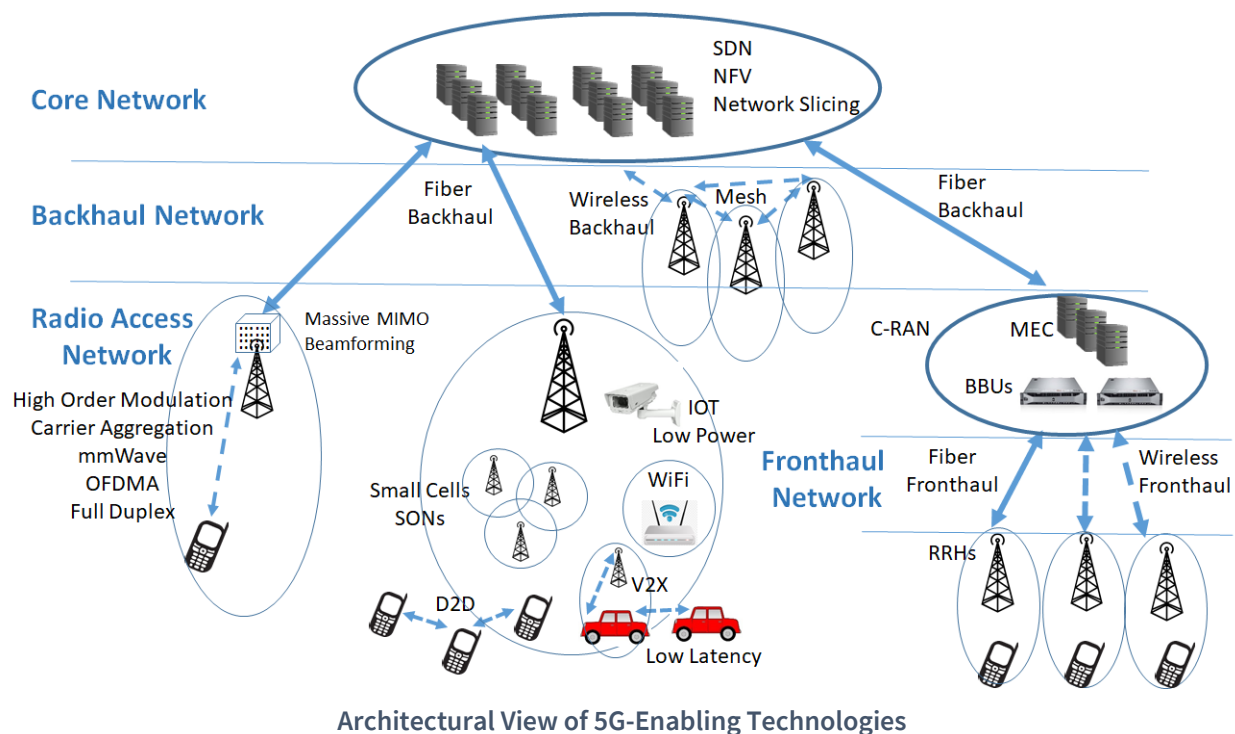 Core Network
SDN
NFV
Network Slicing
Backhaul Network
Fiber
Backhaul
Wireless
Backhaul
Mesh
Fiber
Backhaul
Radio Access
Network
Massive MIMO
Beamforming
High Order Modulation
Carrier Aggregation
mmWave
OFDMA
Full Duplex
IOT
Low Power
Small Cells
SONs
WiFi
D2D
V2X
Low Latency
C-RAN
MEC
BBUs
Fronthaul
Network
Fiber
Fronthaul
Wireless
Fronthaul
RRHs
Architectural View of 5G-Enabling Technologies